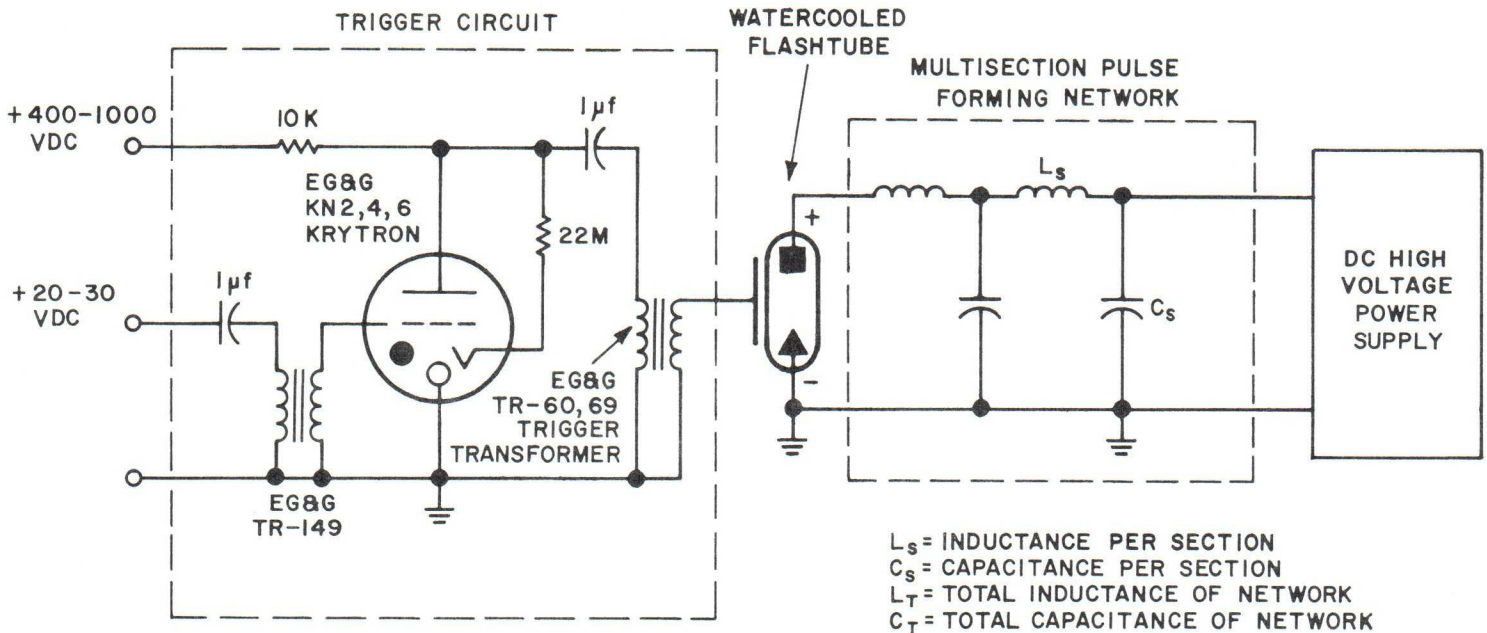 TRIGGER CIRCUIT
WATERCOOLED
FLASHTUBE
MULTISECTION PULSE
FORMING NETWORK
+400-1000
VDC
10K
1µf
EG&G
KN2,4,6
KRYTRON
22M
+20-30
VDC
1µf
EG&G
TR-60,69
TRIGGER
TRANSFORMER
EG&G
TR-149
+
-
Ls
Cs
DC HIGH
VOLTAGE
POWER
SUPPLY
Ls = INDUCTANCE PER SECTION
Cs = CAPACITANCE PER SECTION
LT = TOTAL INDUCTANCE OF NETWORK
CT = TOTAL CAPACITANCE OF NETWORK